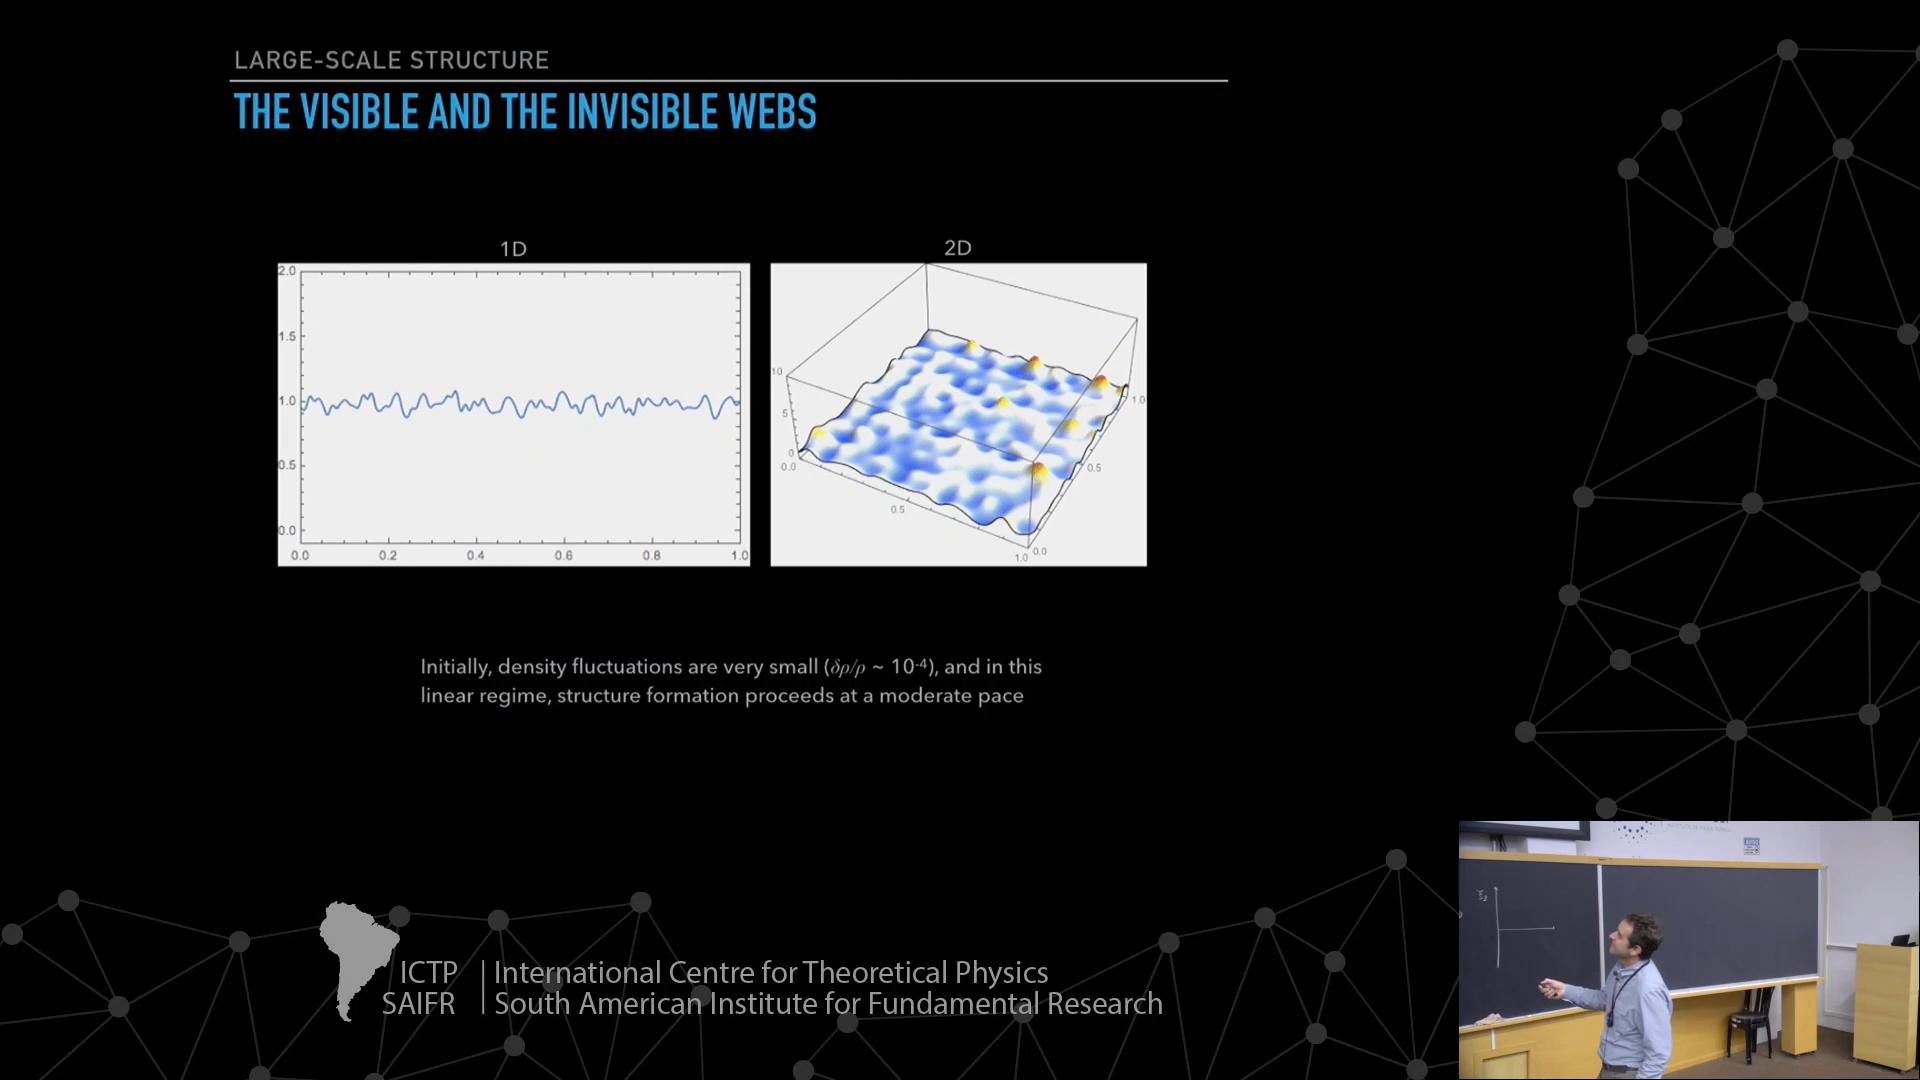 LARGE-SCALE STRUCTURE
THE VISIBLE AND THE INVISIBLE WEBS
1D
2D
2.0
1.5
1.0
0.5
0.0
0.0 0.2 0.4 0.6 0.8 1.0
10
5
0
0.0
0.5
1.0
0.0
0.5
1.0
Initially, density fluctuations are very small (δρ/ρ ~ 10⁻⁴), and in this
linear regime, structure formation proceeds at a moderate pace
ICTP International Centre for Theoretical Physics
SAIFR South American Institute for Fundamental Research